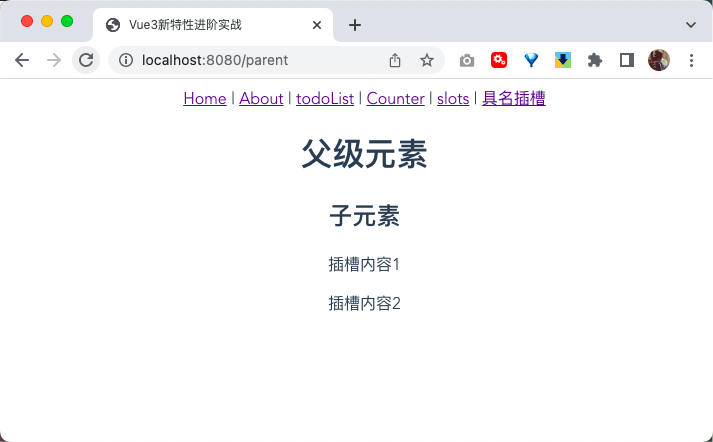 Vue3新特性进阶实战
localhost:8080/parent
Home | About | todoList | Counter | slots | 具名插槽
父级元素
子元素
插槽内容1
插槽内容2